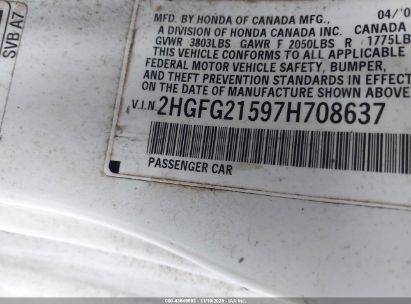 SVB A7
MFD. BY HONDA OF CANADA MFG., 04/'0
A DIVISION OF HONDA CANADA INC. CANADA
GVWR 3803LBS GAWR F 2050LBS R 1775LB
THIS VEHICLE CONFORMS TO ALL APPLICABLE
FEDERAL MOTOR VEHICLE SAFETY, BUMPER,
AND THEFT PREVENTION STANDARDS IN EFFECT
ON THE DATE OF MANUFACTURE SHOWN ABOVE
V.I.N. 2HGFG21597H708637
PASSENGER CAR